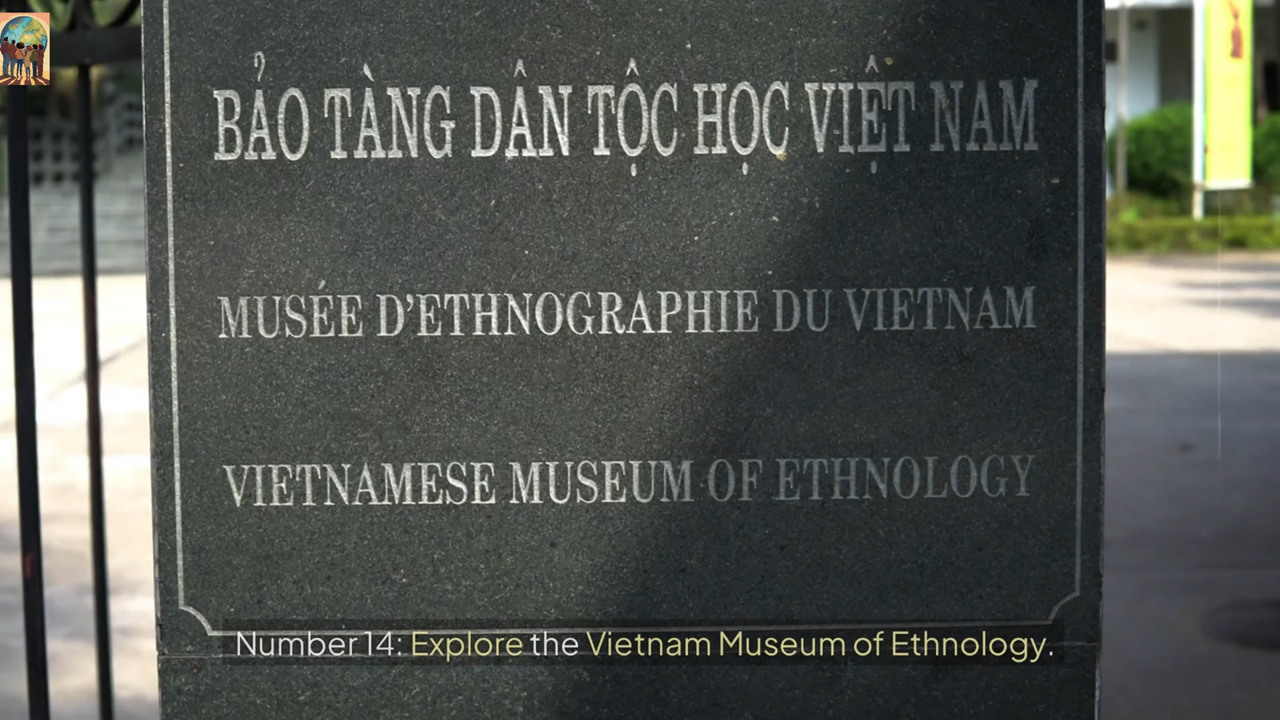 BẢO TÀNG DÂN TỘC HỌC VIỆT NAM
MUSÉE D'ETHNOGRAPHIE DU VIETNAM
VIETNAMESE MUSEUM OF ETHNOLOGY
Number 14: Explore the Vietnam Museum of Ethnology.